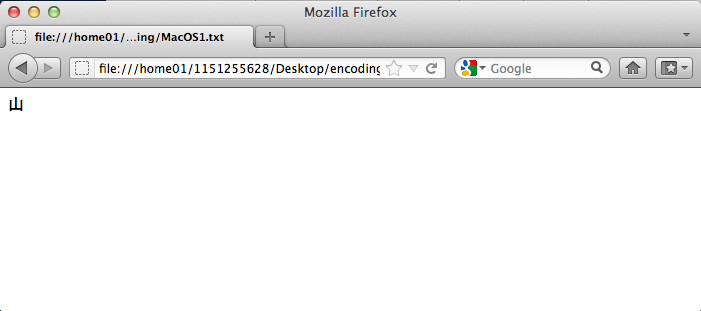 Mozilla Firefox
file:///home01/...ing/MacOS1.txt
file:///home01/1151255628/Desktop/encoding
Google
山